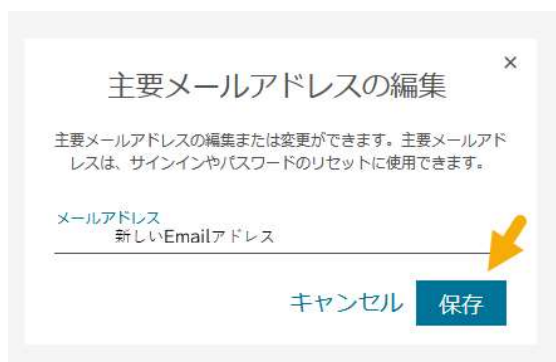 ×
主要メールアドレスの編集
主要メールアドレスの編集または変更ができます。主要メールアド
レスは、サインインやパスワードのリセットに使用できます。
メールアドレス
新しいEmailアドレス
キャンセル 保存